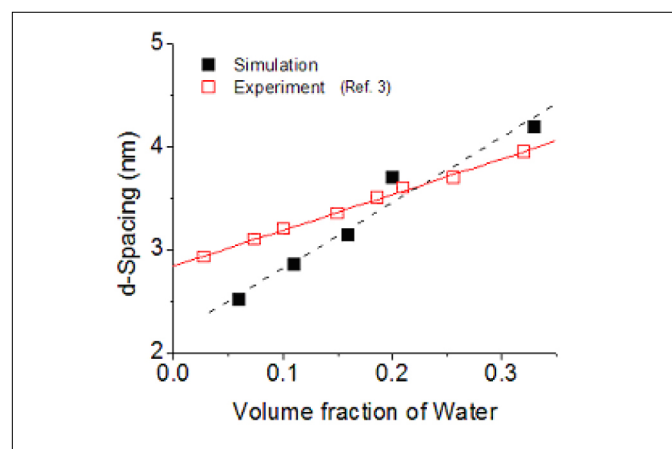 5
Simulation
Experiment (Ref. 3)
4
d-Spacing (nm)
3
2
0.0 0.1 0.2 0.3
Volume fraction of Water